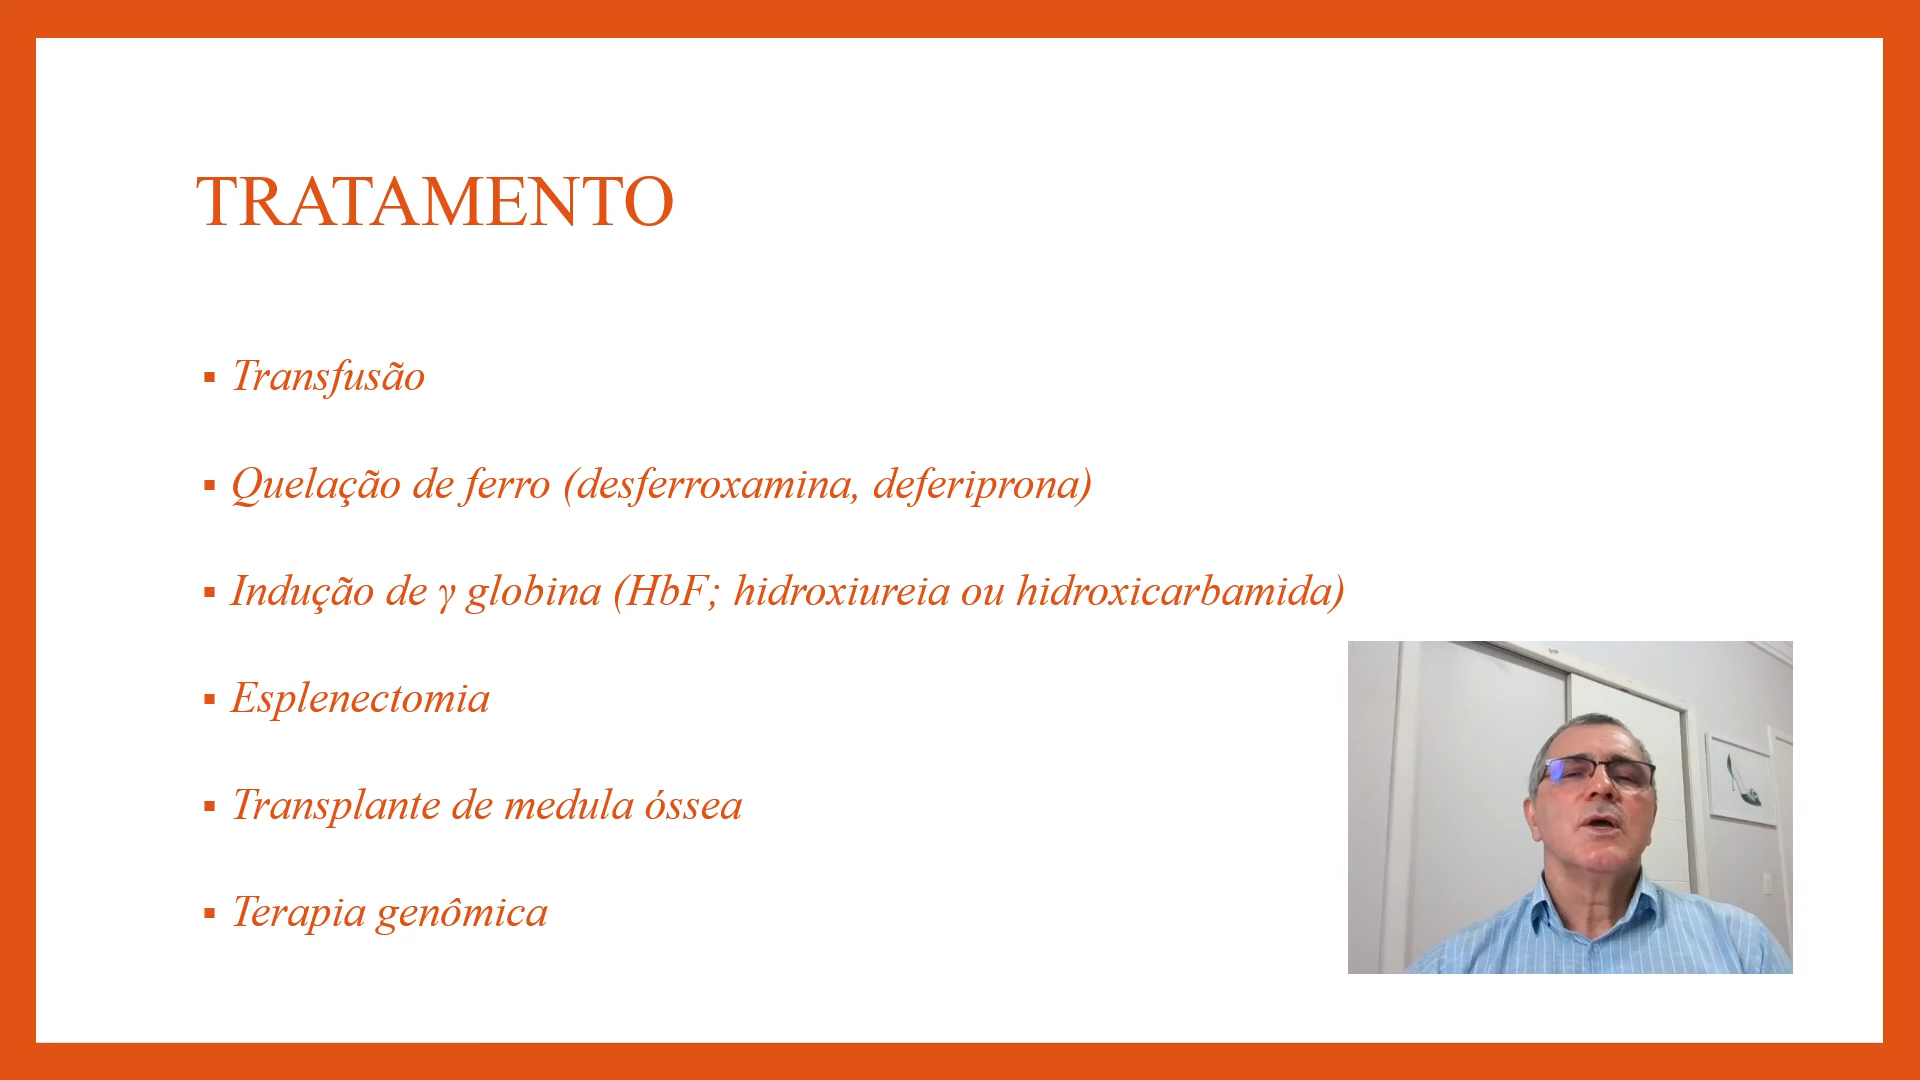 TRATAMENTO
▪ Transfusão
▪ Quelação de ferro (desferroxamina, deferiprona)
▪ Indução de γ globina (HbF; hidroxiureia ou hidroxicarbamida)
▪ Esplenectomia
▪ Transplante de medula óssea
▪ Terapia genômica